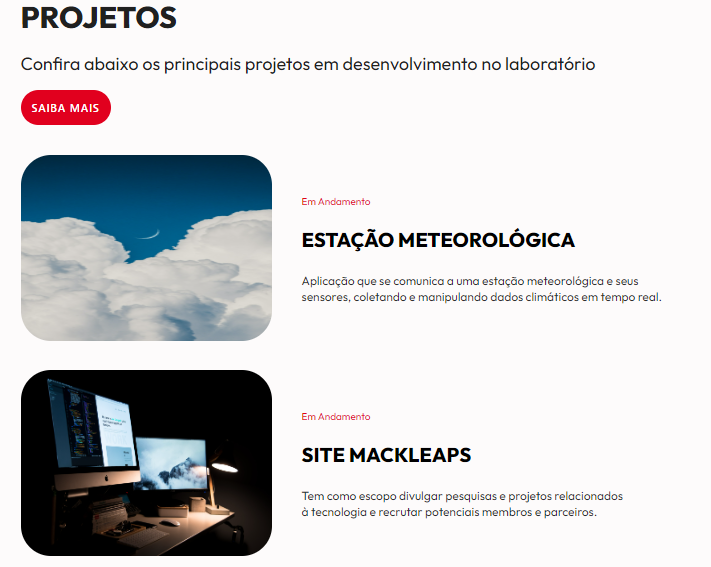 PROJETOS
Confira abaixo os principais projetos em desenvolvimento no laboratório
SAIBA MAIS
Em Andamento
ESTAÇÃO METEOROLÓGICA
Aplicação que se comunica a uma estação meteorológica e seus
sensores, coletando e manipulando dados climáticos em tempo real.
Em Andamento
SITE MACKLEAPS
Tem como escopo divulgar pesquisas e projetos relacionados
à tecnologia e recrutar potenciais membros e parceiros.